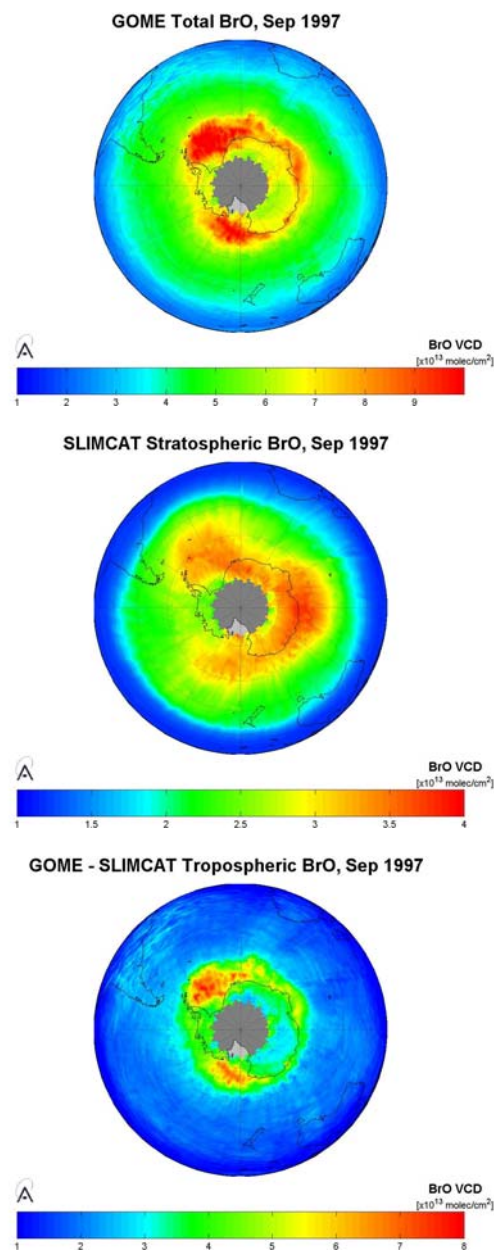 GOME Total BrO, Sep 1997
BrO VCD
[x10¹³ molec/cm²]
1 2 3 4 5 6 7 8 9
SLIMCAT Stratospheric BrO, Sep 1997
BrO VCD
[x10¹³ molec/cm²]
1 1.5 2 2.5 3 3.5 4
GOME - SLIMCAT Tropospheric BrO, Sep 1997
BrO VCD
[x10¹³ molec/cm²]
1 2 3 4 5 6 7 8